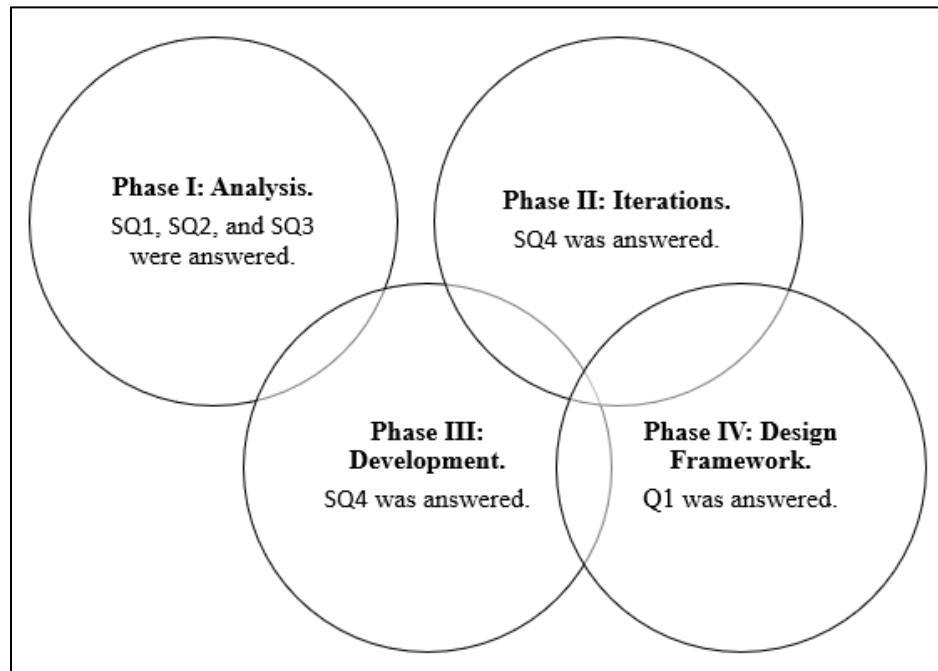 Phase I: Analysis.
SQ1, SQ2, and SQ3
were answered.
Phase II: Iterations.
SQ4 was answered.
Phase III:
Development.
SQ4 was answered.
Phase IV: Design
Framework.
Q1 was answered.